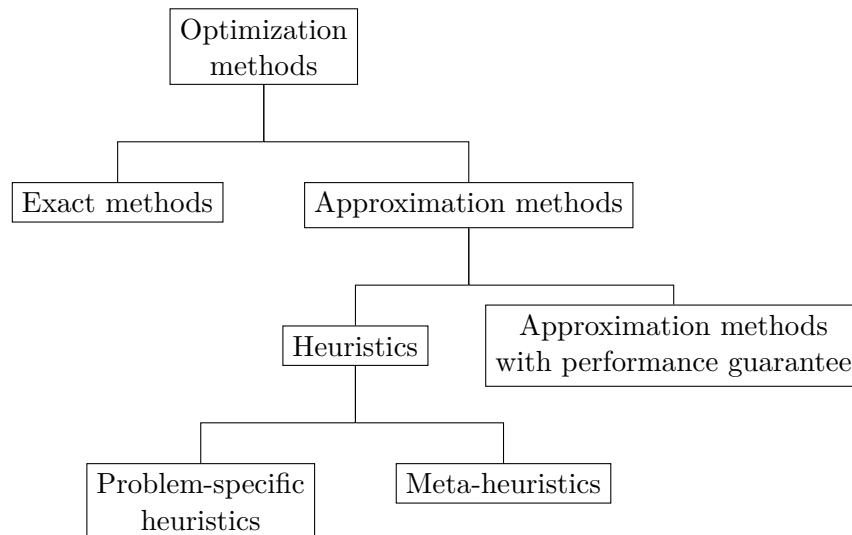 Optimization
methods
Exact methods
Approximation methods
Heuristics
Approximation methods
with performance guarantee
Problem-specific
heuristics
Meta-heuristics